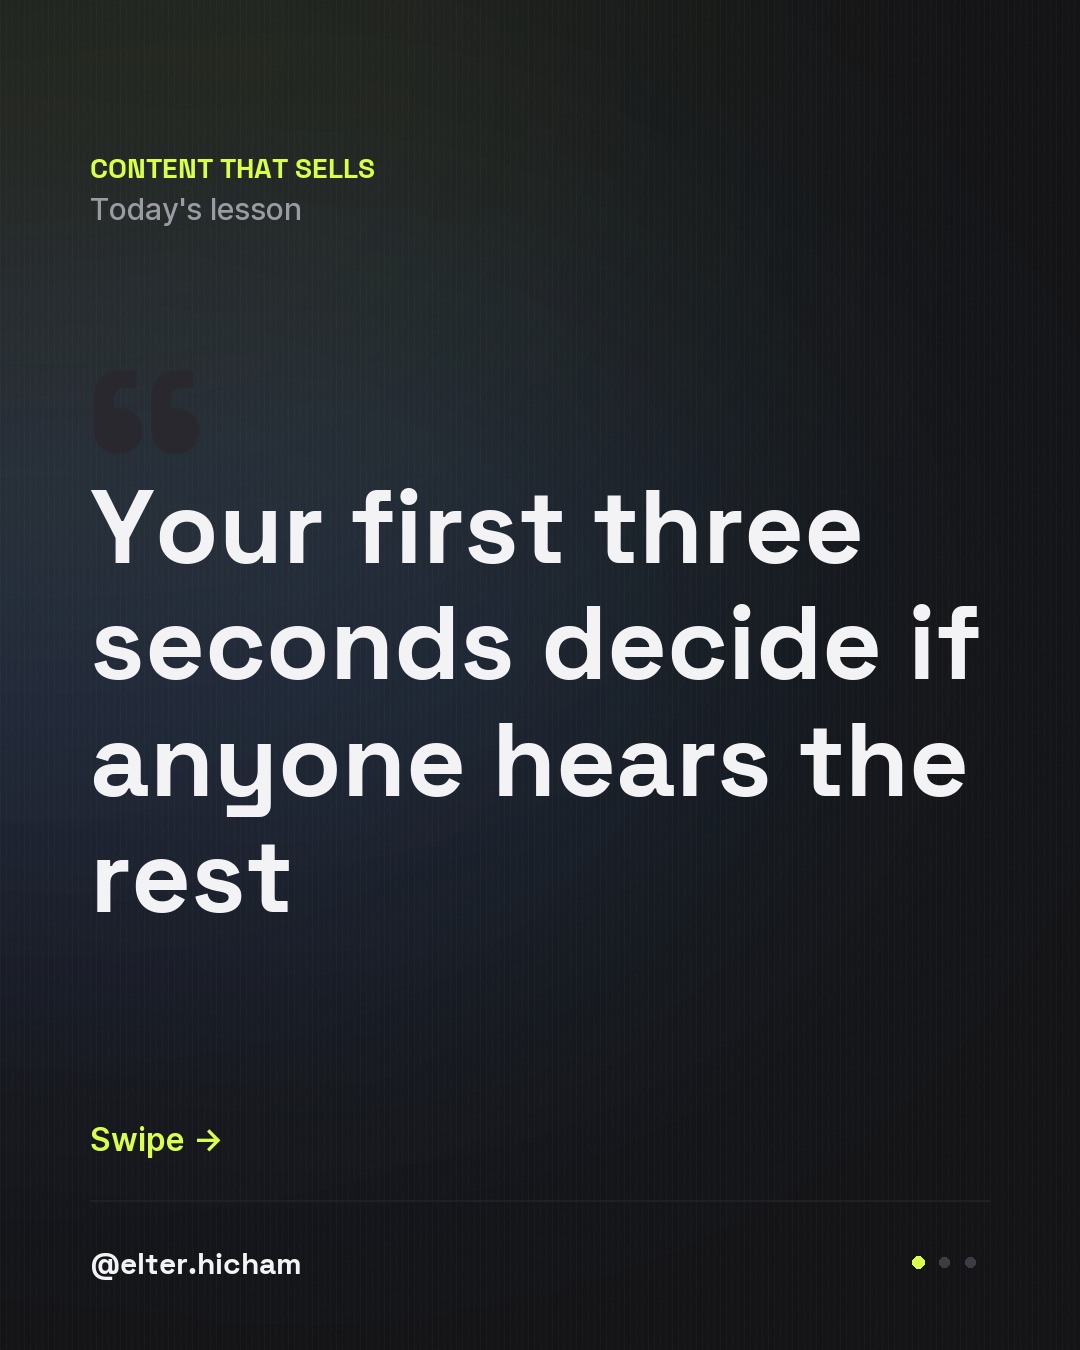 CONTENT THAT SELLS
Today's lesson
“
Your first three
seconds decide if
anyone hears the
rest
Swipe →
@elter.hicham